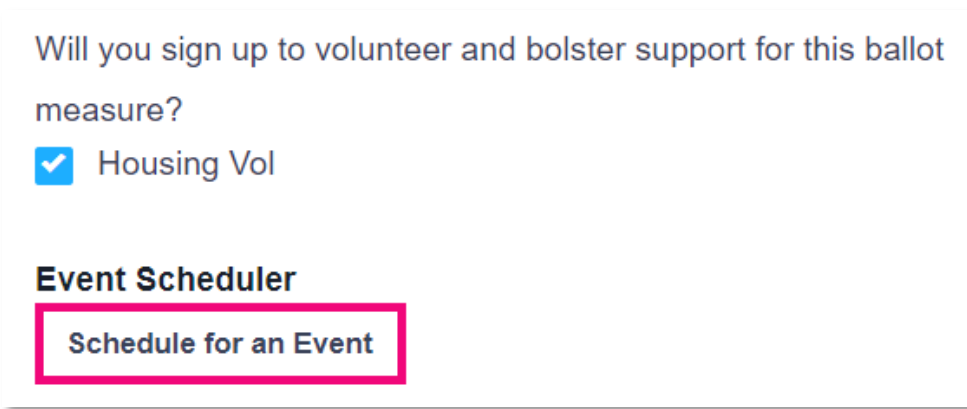 Will you sign up to volunteer and bolster support for this ballot
measure?
Housing Vol
Event Scheduler
Schedule for an Event